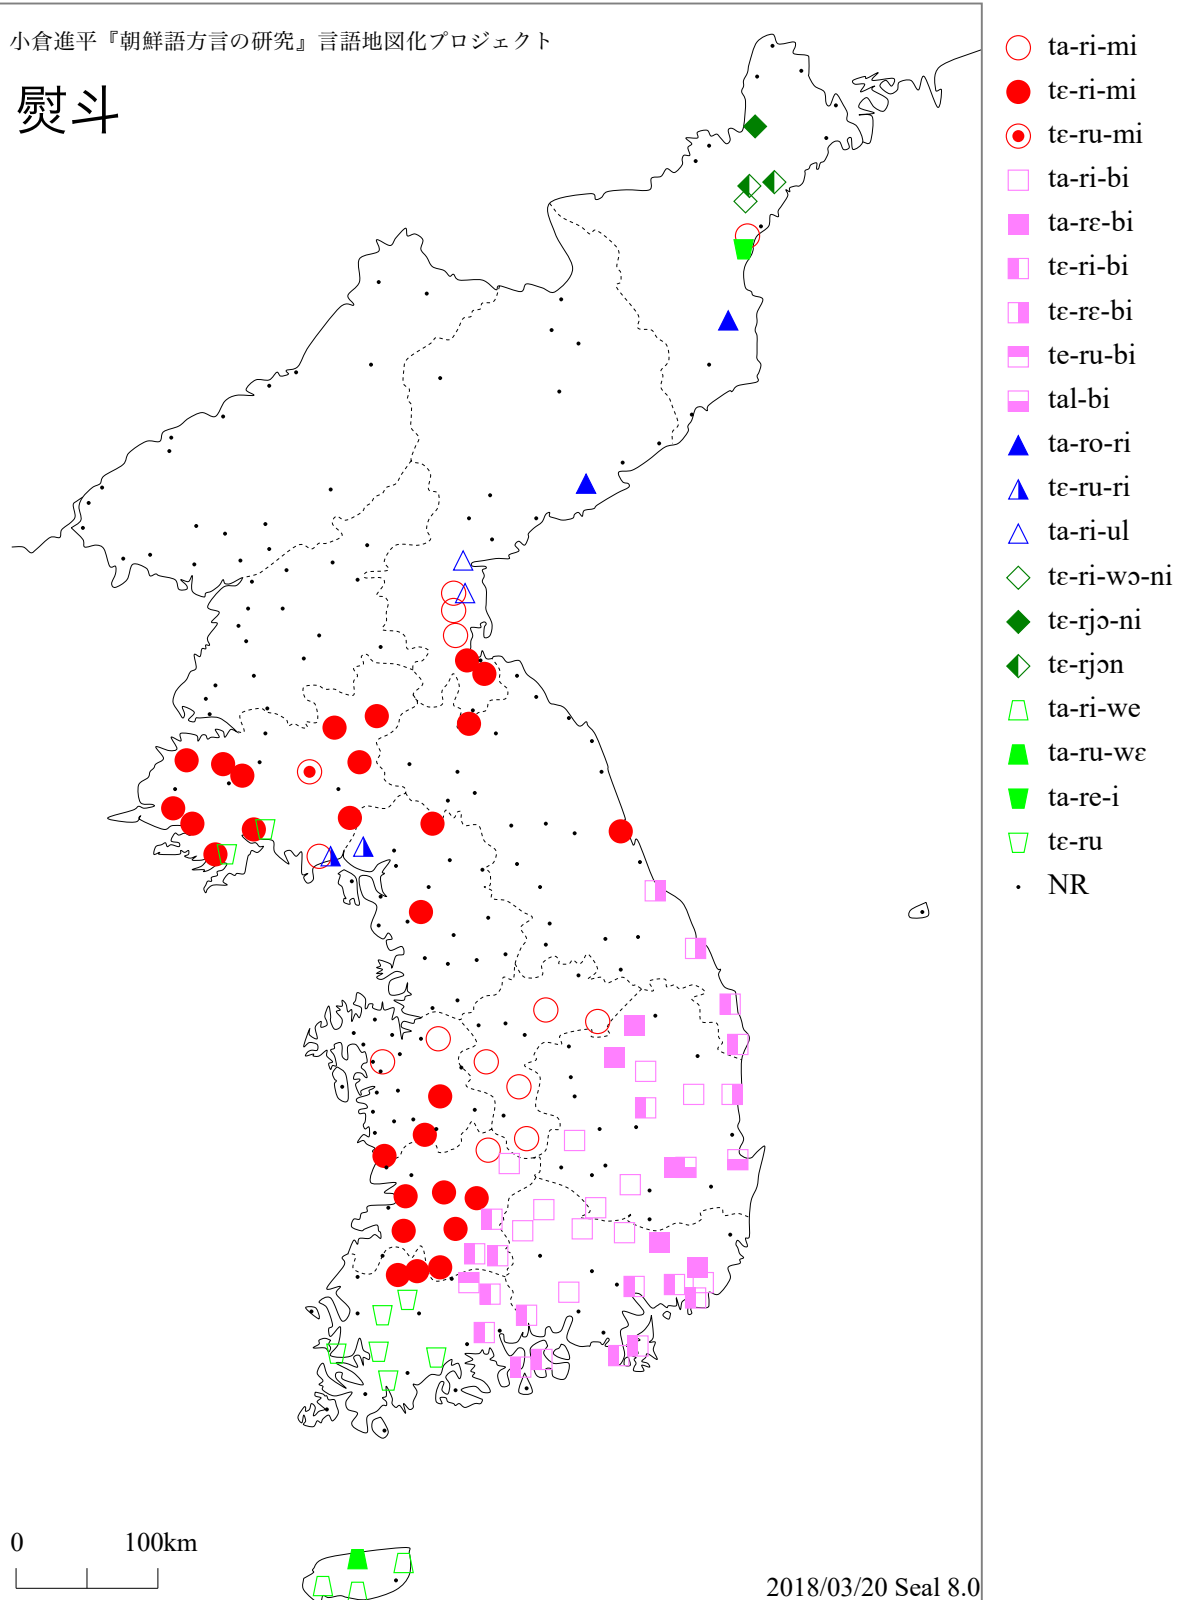 小倉進平『朝鮮語方言の研究』言語地図化プロジェクト
熨斗
ta-ri-mi
tɛ-ri-mi
tɛ-ru-mi
ta-ri-bi
ta-rɛ-bi
tɛ-ri-bi
tɛ-rɛ-bi
te-ru-bi
tal-bi
ta-ro-ri
tɛ-ru-ri
ta-ri-ul
tɛ-ri-wɔ-ni
tɛ-rjɔ-ni
tɛ-rjɔn
ta-ri-we
ta-ru-wɛ
ta-re-i
tɛ-ru
NR
0 100km
2018/03/20 Seal 8.0